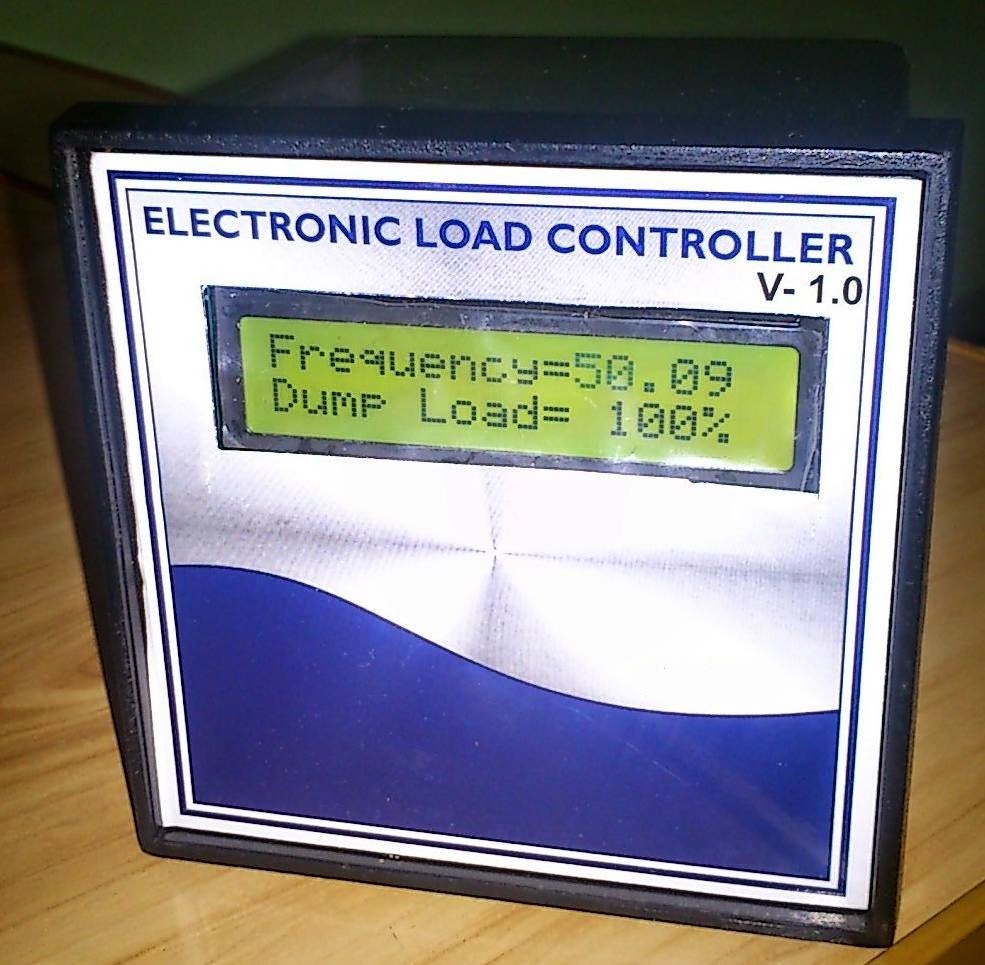 ELECTRONIC LOAD CONTROLLER
V- 1.0
Frequency=50.09
Dump Load= 100%